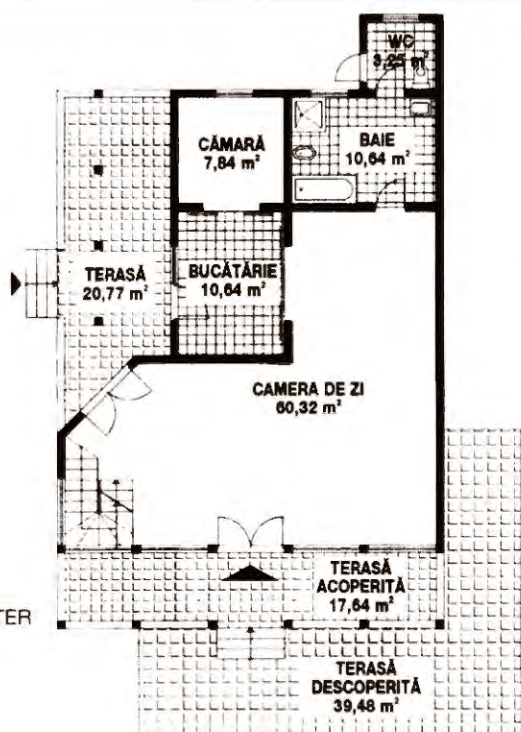 WC
3,25 m²
CĂMARĂ
7,84 m²
BAIE
10,64 m²
TERASĂ
20,77 m²
BUCĂTĂRIE
10,64 m²
CAMERA DE ZI
60,32 m²
TERASĂ
ACOPERITĂ
17,64 m²
TER
TERASĂ
DESCOPERITĂ
39,48 m²